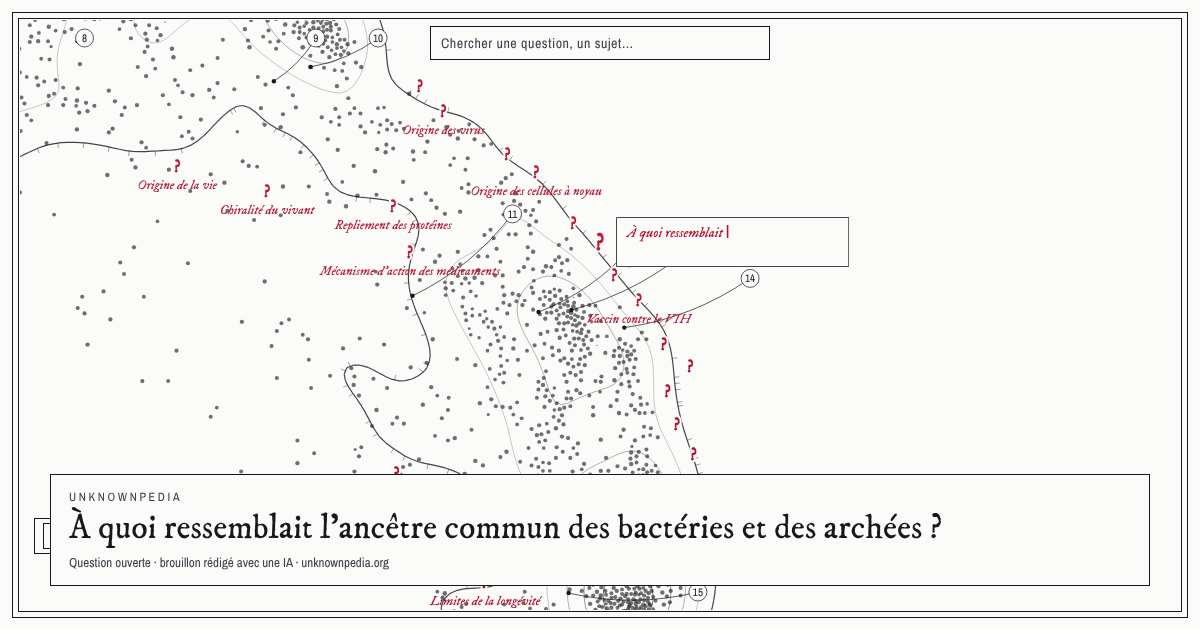 8
9
10
Chercher une question, un sujet...
?
?
Origine des virus
?
?
?
Origine de la vie
?
Origine des cellules à noyau
?
Chiralité du vivant
?
11
Repliement des protéines
?
?
À quoi ressemblait
?
Mécanisme d'action des médicaments
?
14
?
Vaccin contre le VIH
?
?
?
?
?
?
UNKNOWNPEDIA
À quoi ressemblait l'ancêtre commun des bactéries et des archées ?
Question ouverte · brouillon rédigé avec une IA · unknownpedia.org
15
Limites de la longévité